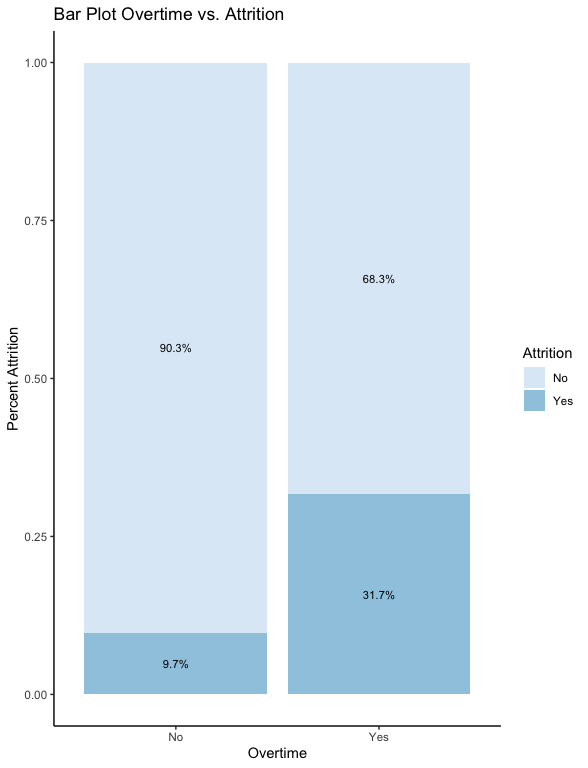 Bar Plot Overtime vs. Attrition
1.00
0.75
0.50
0.25
0.00
Percent Attrition
90.3%
9.7%
68.3%
31.7%
No
Yes
Overtime
Attrition
No
Yes